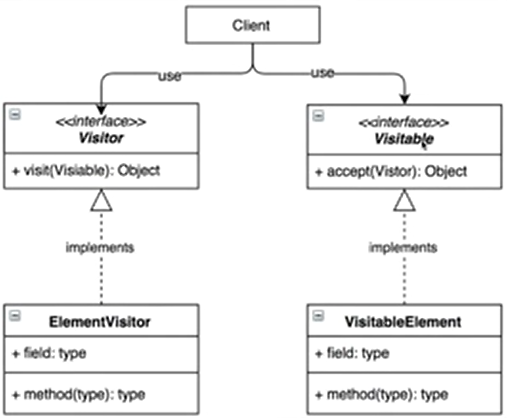 Client
use
use
<<interface>>
Visitor
+ visit(Visiable): Object
<<interface>>
Visitable
+ accept(Vistor): Object
implements
implements
ElementVisitor
+ field: type
+ method(type): type
VisitableElement
+ field: type
+ method(type): type